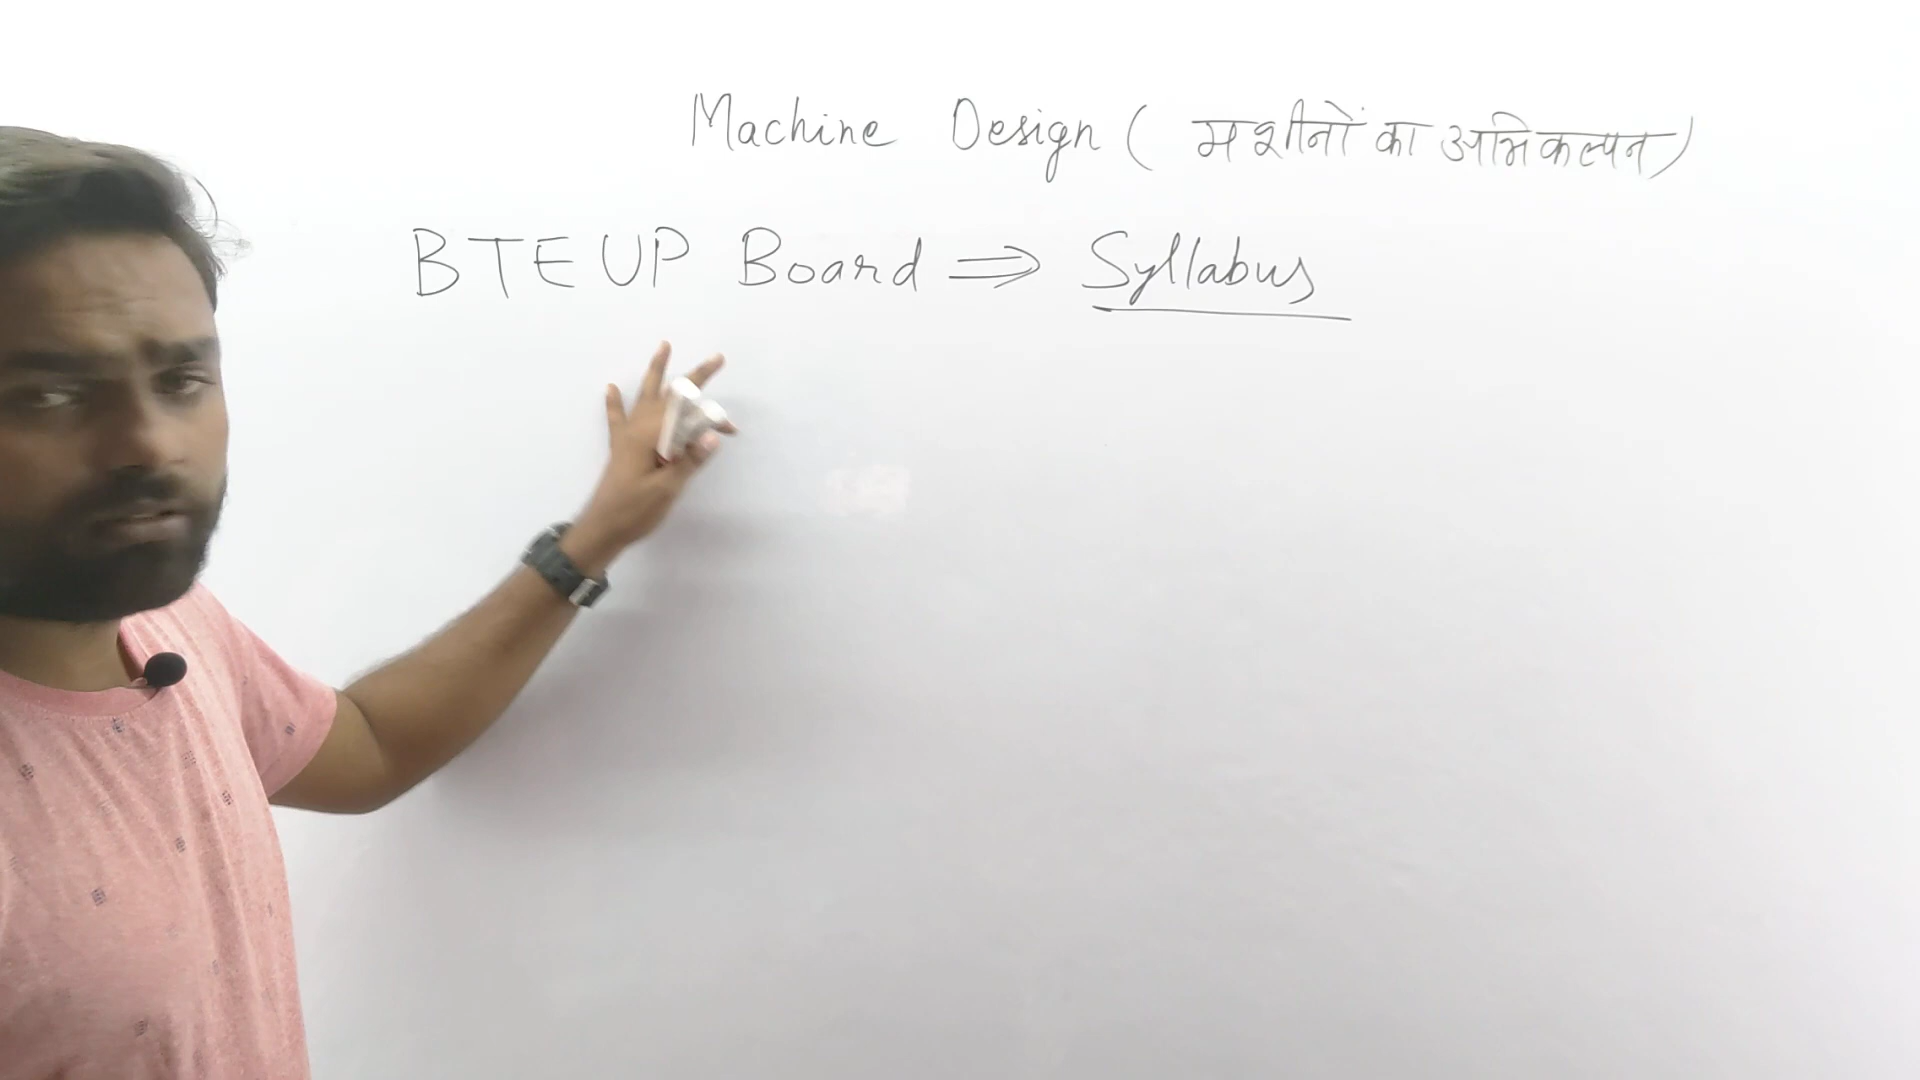 Machine Design ( मशीनों का अभिकल्पन)
BTEUP Board ⇒ Syllabus